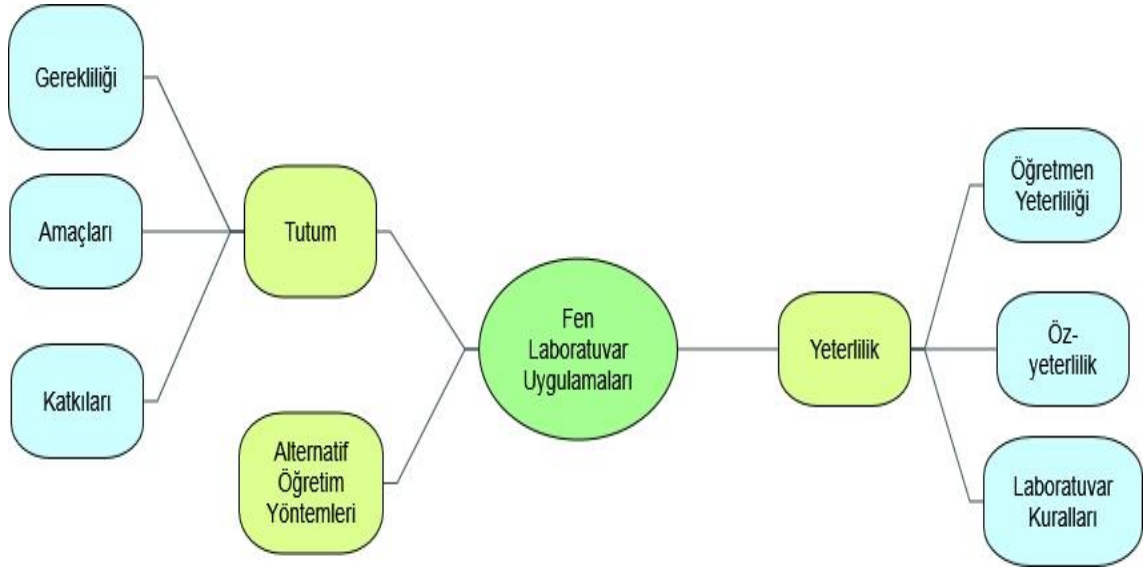 Gerekliliği
Amaçları
Katkıları
Tutum
Alternatif
Öğretim
Yöntemleri
Fen
Laboratuvar
Uygulamaları
Yeterlilik
Öğretmen
Yeterliliği
Öz-
yeterlilik
Laboratuvar
Kuralları